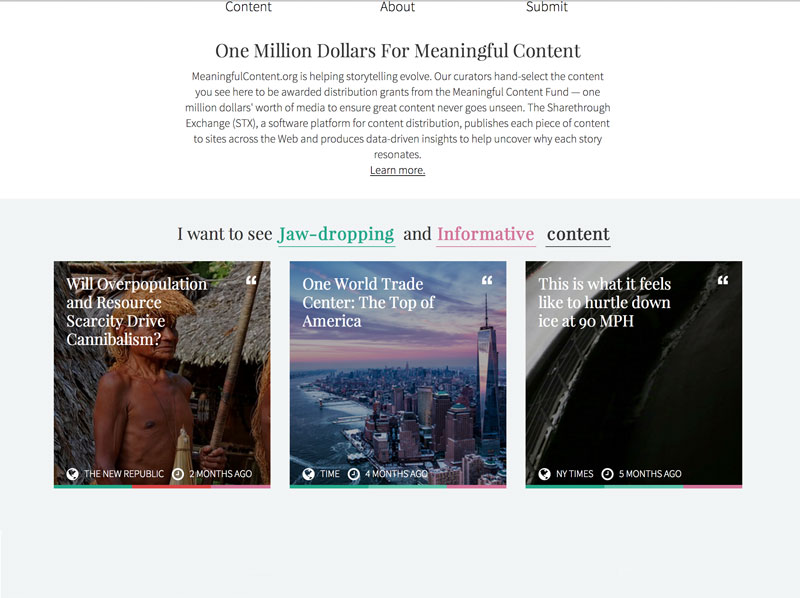 Content About Submit
One Million Dollars For Meaningful Content
MeaningfulContent.org is helping storytelling evolve. Our curators hand-select the content
you see here to be awarded distribution grants from the Meaningful Content Fund — one
million dollars' worth of media to ensure great content never goes unseen. The Sharethrough
Exchange (STX), a software platform for content distribution, publishes each piece of content
to sites across the Web and produces data-driven insights to help uncover why each story
resonates.
Learn more.
I want to see Jaw-dropping and Informative content
Will Overpopulation
and Resource
Scarcity Drive
Cannibalism?
THE NEW REPUBLIC 2 MONTHS AGO
One World Trade
Center: The Top of
America
TIME 4 MONTHS AGO
This is what it feels
like to hurtle down
ice at 90 MPH
NY TIMES 5 MONTHS AGO